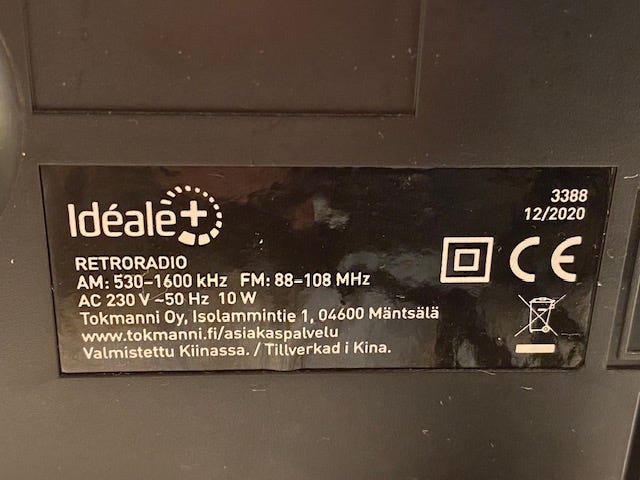 Idéale+
3388
12/2020
RETRORADIO
AM: 530–1600 kHz FM: 88–108 MHz
AC 230 V ~50 Hz 10 W
Tokmanni Oy, Isolammintie 1, 04600 Mäntsälä
www.tokmanni.fi/asiakaspalvelu
Valmistettu Kiinassa. / Tillverkad i Kina.
CE